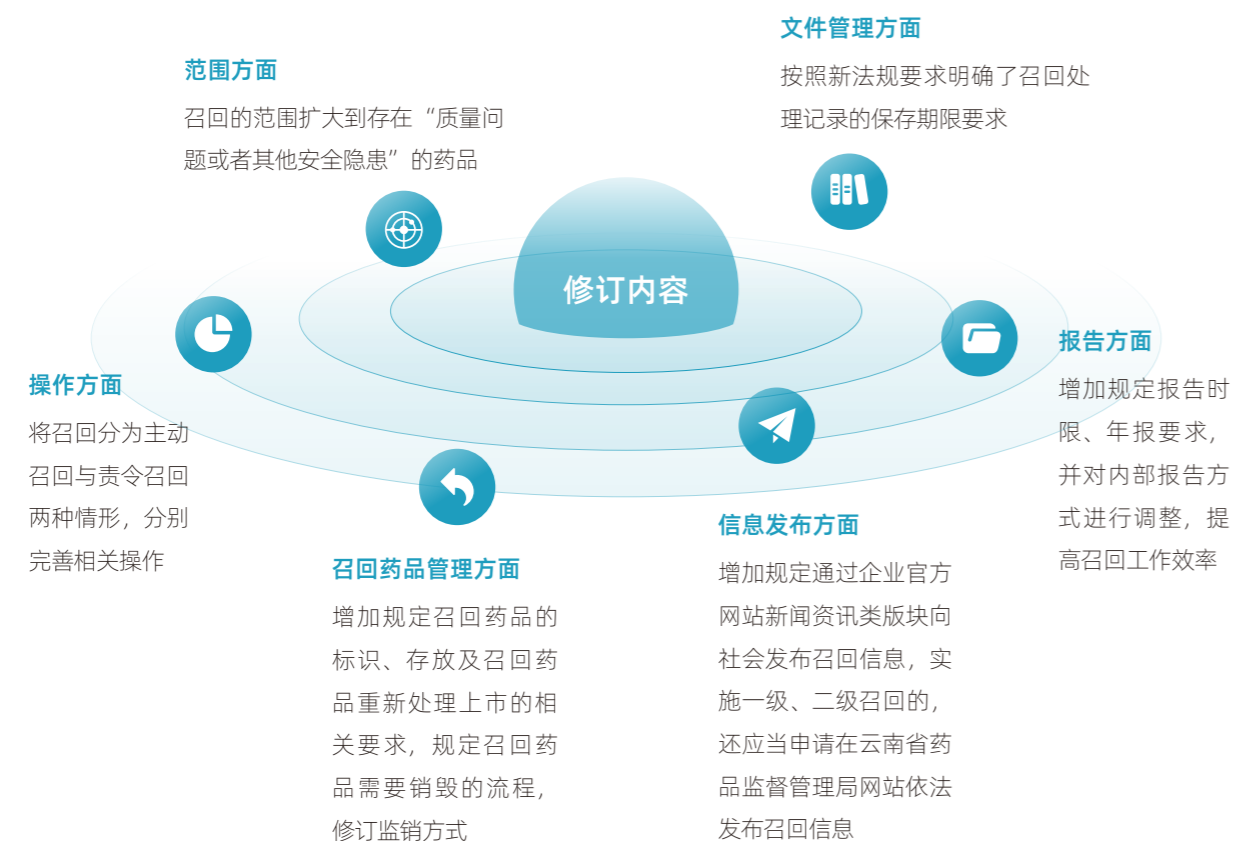 文件管理方面
按照新法规要求明确了召回处
理记录的保存期限要求
范围方面
召回的范围扩大到存在“质量问
题或者其他安全隐患”的药品
修订内容
操作方面
将召回分为主动
召回与责令召回
两种情形，分别
完善相关操作
召回药品管理方面
增加规定召回药品的
标识、存放及召回药
品重新处理上市的相
关要求，规定召回药
品需要销毁的流程，
修订监销方式
信息发布方面
增加规定通过企业官方
网站新闻资讯类版块向
社会发布召回信息，实
施一级、二级召回的，
还应当申请在云南省药
品监督管理局网站依法
发布召回信息
报告方面
增加规定报告时
限、年报要求，
并对内部报告方
式进行调整，提
高召回工作效率